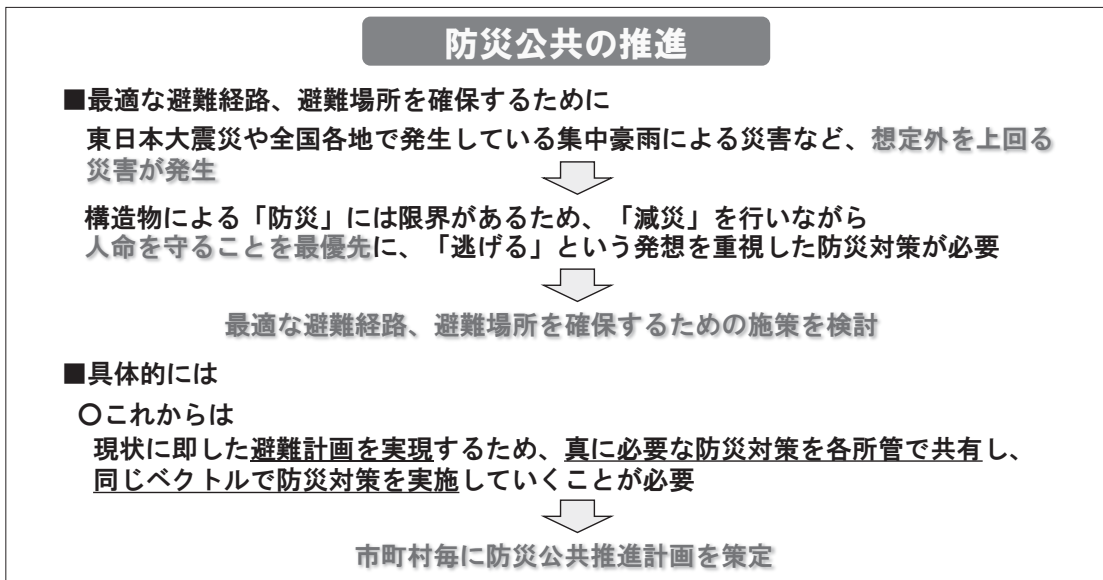 防災公共の推進
■最適な避難経路、避難場所を確保するために
東日本大震災や全国各地で発生している集中豪雨による災害など、想定外を上回る
災害が発生
構造物による「防災」には限界があるため、「減災」を行いながら
人命を守ることを最優先に、「逃げる」という発想を重視した防災対策が必要
最適な避難経路、避難場所を確保するための施策を検討
■具体的には
〇これからは
現状に即した避難計画を実現するため、真に必要な防災対策を各所管で共有し、
同じベクトルで防災対策を実施していくことが必要
市町村毎に防災公共推進計画を策定